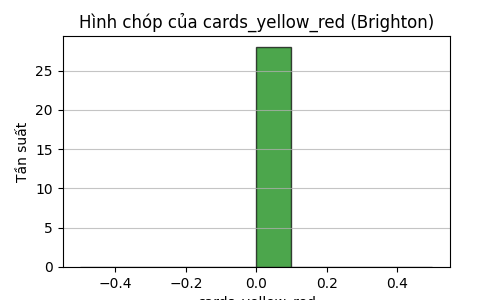 Hình chóp của cards_yellow_red (Brighton)
Tần suất
25
20
15
10
5
0
−0.4 −0.2 0.0 0.2 0.4
cards_yellow_red